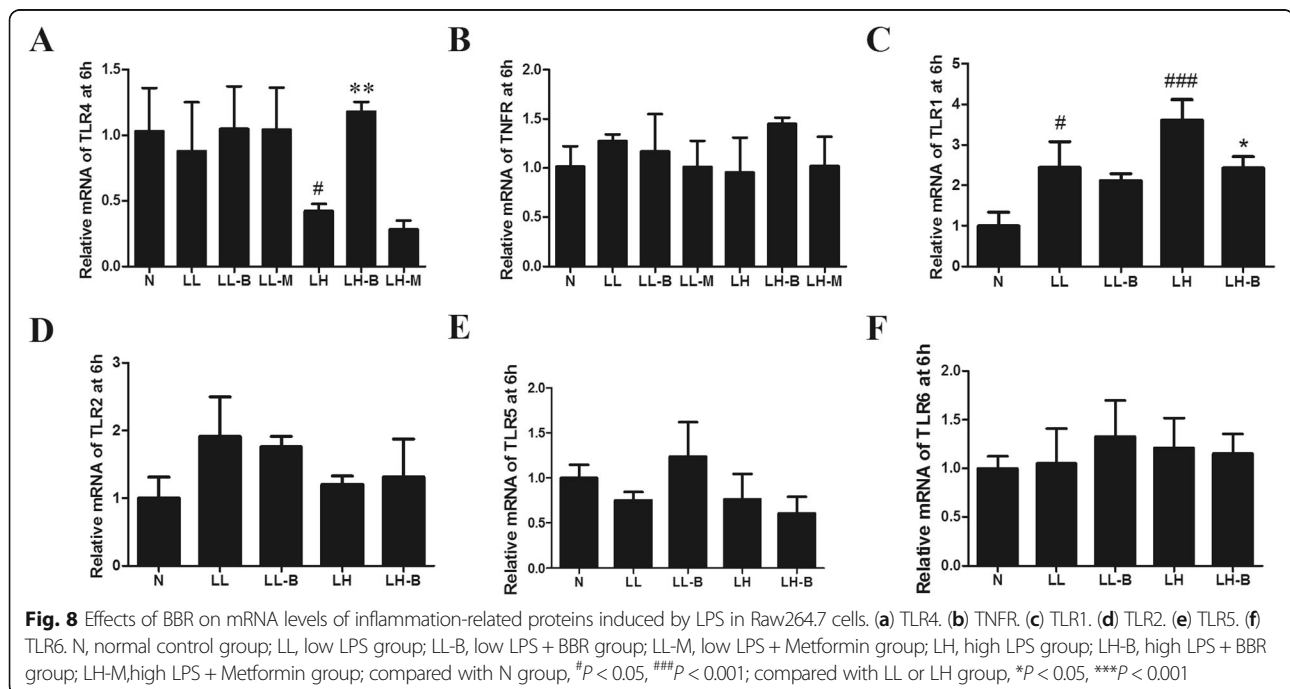 A
Relative mRNA of TLR4 at 6h
1.5
1.0
0.5
0.0
**
#
N LL LL-B LL-M LH LH-B LH-M
B
Relative mRNA of TNFR at 6h
2.0
1.5
1.0
0.5
0.0
N LL LL-B LL-M LH LH-B LH-M
C
Relative mRNA of TLR1 at 6h
5
4
3
2
1
0
###
#
*
N LL LL-B LH LH-B
D
Relative mRNA of TLR2 at 6h
3
2
1
0
N LL LL-B LH LH-B
E
Relative mRNA of TLR5 at 6h
2.0
1.5
1.0
0.5
0.0
N LL LL-B LH LH-B
F
Relative mRNA of TLR6 at 6h
2.0
1.5
1.0
0.5
0.0
N LL LL-B LH LH-B
Fig. 8 Effects of BBR on mRNA levels of inflammation-related proteins induced by LPS in Raw264.7 cells. (a) TLR4. (b) TNFR. (c) TLR1. (d) TLR2. (e) TLR5. (f)
TLR6. N, normal control group; LL, low LPS group; LL-B, low LPS + BBR group; LL-M, low LPS + Metformin group; LH, high LPS group; LH-B, high LPS + BBR
group; LH-M,high LPS + Metformin group; compared with N group, #P < 0.05, ###P < 0.001; compared with LL or LH group, *P < 0.05, ***P < 0.001